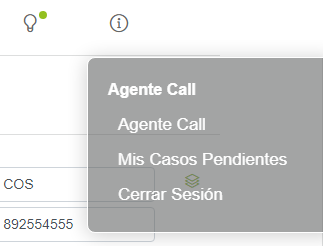 Agente Call
Agente Call
Mis Casos Pendientes
COS
Cerrar Sesión
892554555